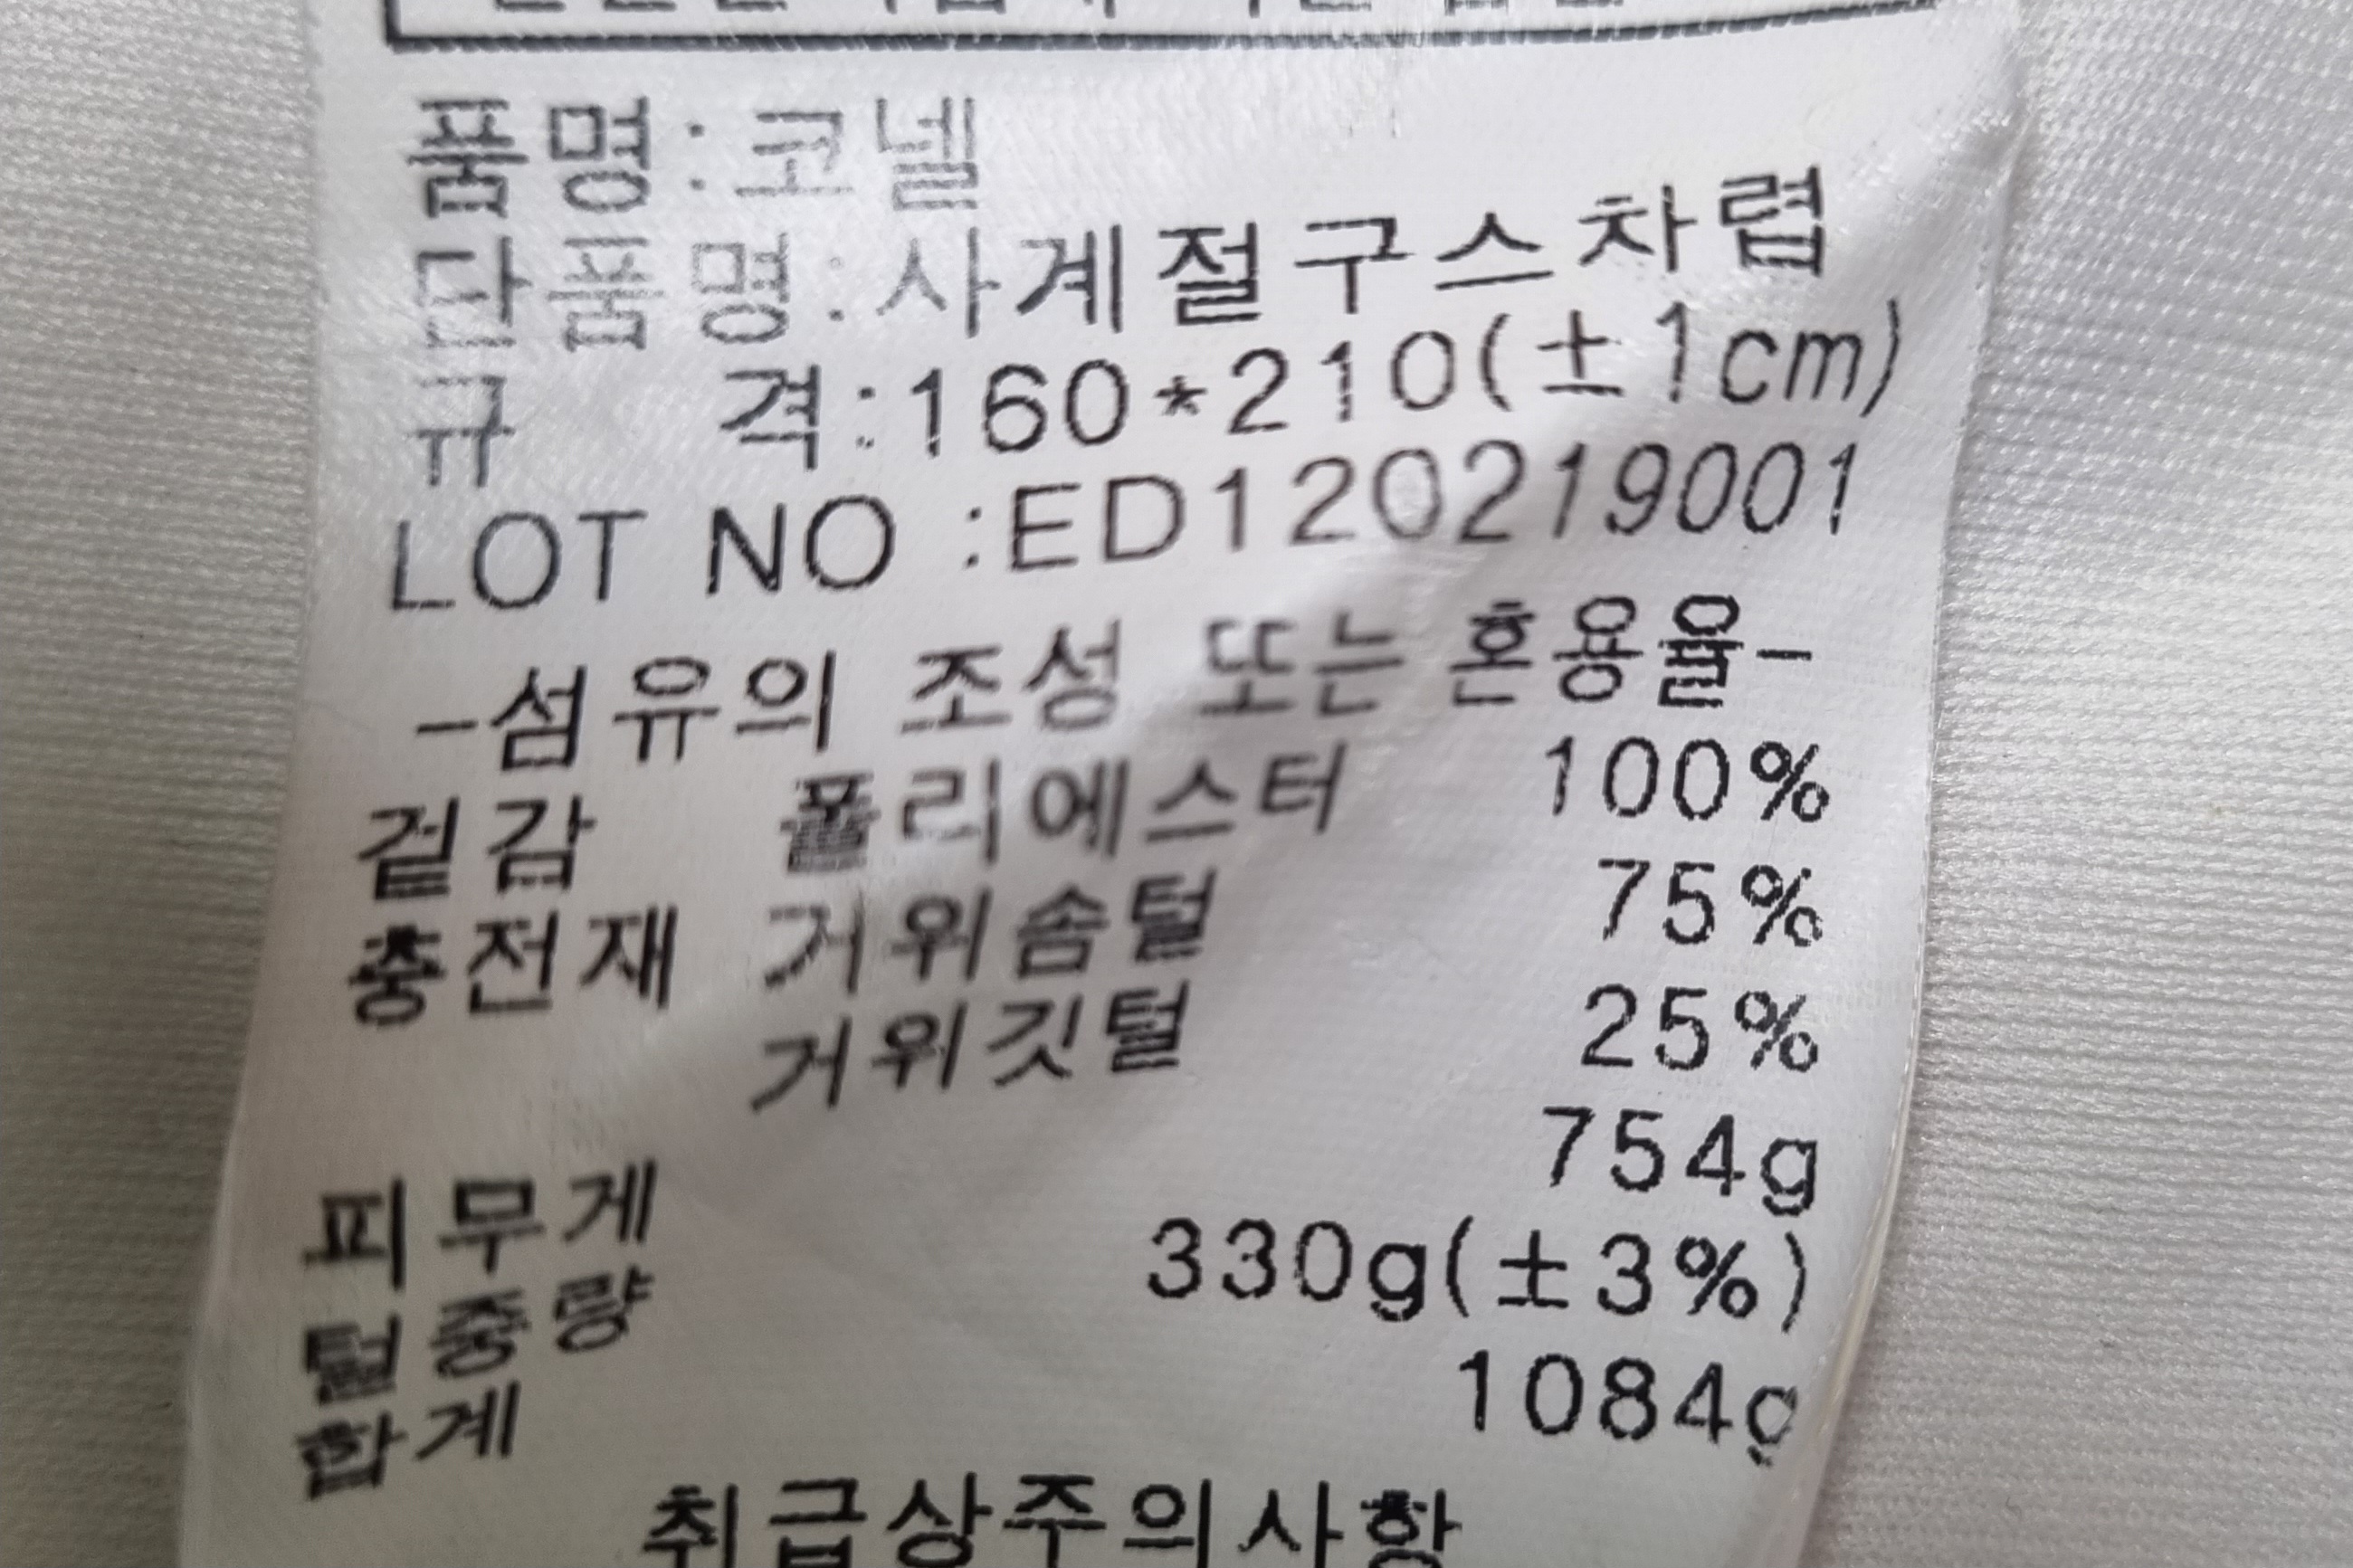 품명:코넬
단품명:사계절구스차렵
규 격:160*210(±1cm)
LOT NO :ED120219001
-섬유의 조성 또는 혼용율-
겉감 폴리에스터 100%
충전재 거위솜털 75%
거위깃털 25%
피무게 754g
털중량 330g(±3%)
합계 1084g
취급상주의사항